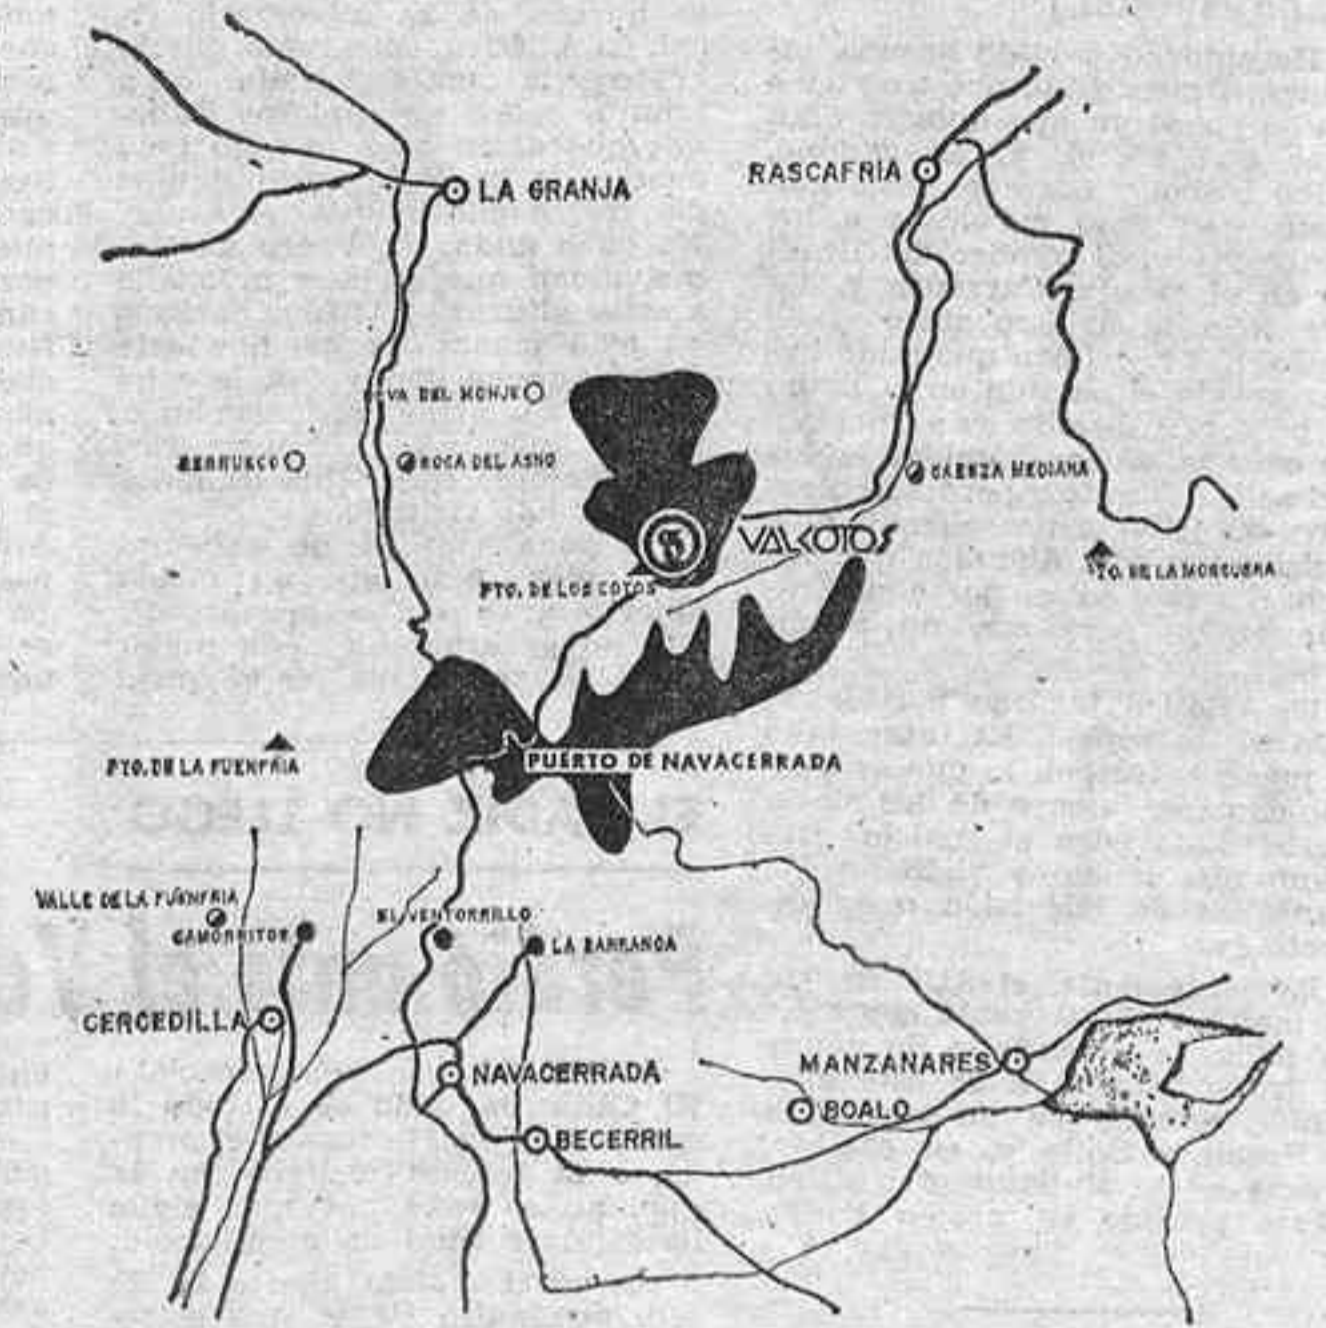 LA GRANJA
RASCAFRIA
VA DEL MONJE
BERRUECO
BOCA DEL ASNO
CABEZA MEDIANA
VALCOTOS
PTO. DE LOS COTOS
TO. DE LA MORCUERA
PUERTO DE NAVACERRADA
PTO. DE LA FUENFRIA
VALLE DE LA FUENFRIA
CAMORRITOS
EL VENTORRILLO
LA BARRANCA
CERCEDILLA
NAVACERRADA
MANZANARES
BOALO
BECERRIL